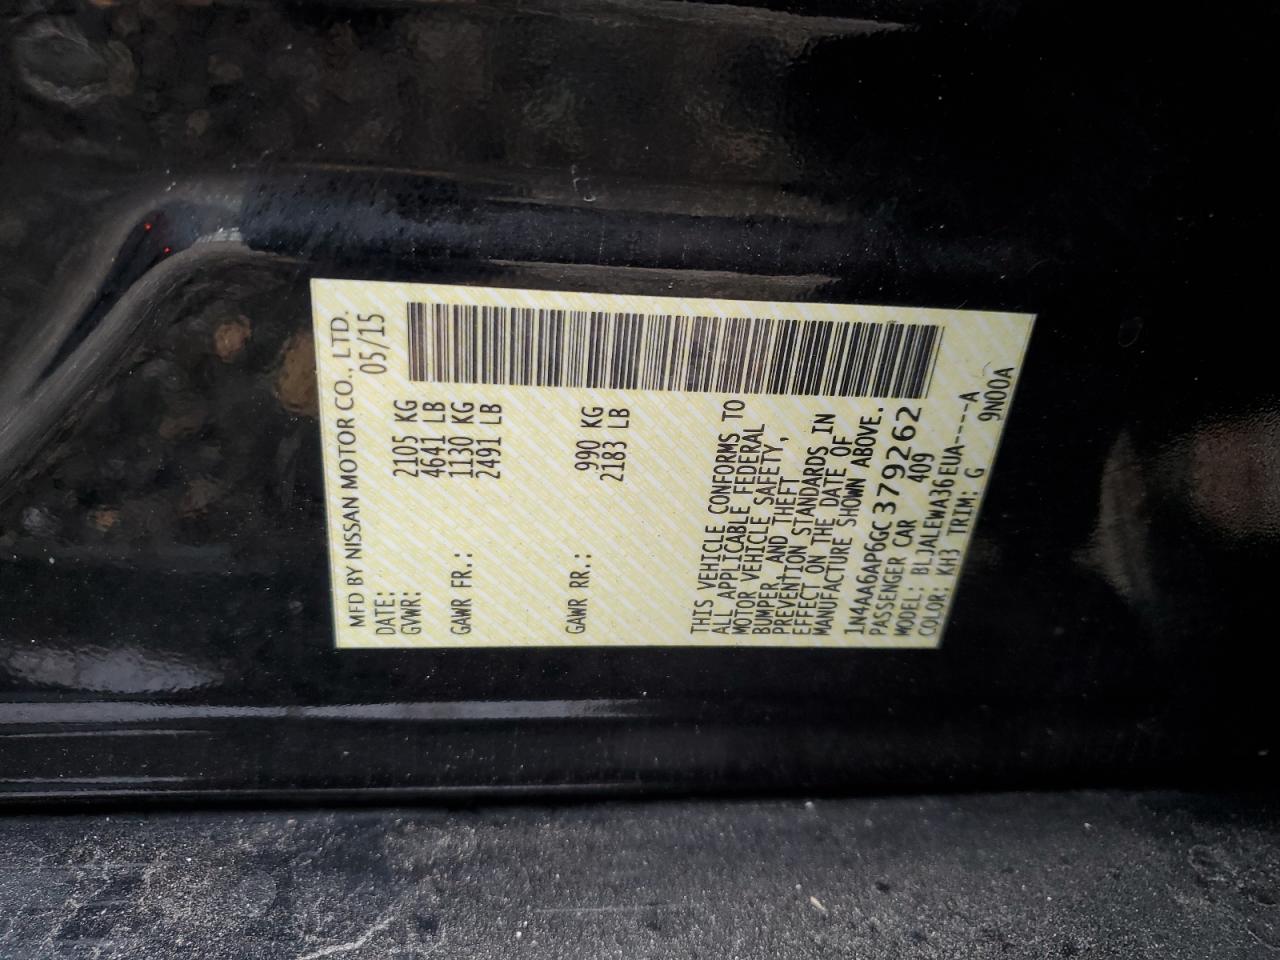 MFD BY NISSAN MOTOR CO., LTD.
DATE: 05/15
GVWR: 2105 KG
4641 LB
GAWR FR.: 1130 KG
2491 LB
GAWR RR.: 990 KG
2183 LB
THIS VEHICLE CONFORMS TO
ALL APPLICABLE FEDERAL
MOTOR VEHICLE SAFETY,
BUMPER, AND THEFT
PREVENTION STANDARDS IN
EFFECT ON THE DATE OF
MANUFACTURE SHOWN ABOVE.
1N4AA6AP6GC379262
PASSENGER CAR 409
MODEL: BLJALEWA36EUA-----A
COLOR: KH3 TRIM: G 9N00A